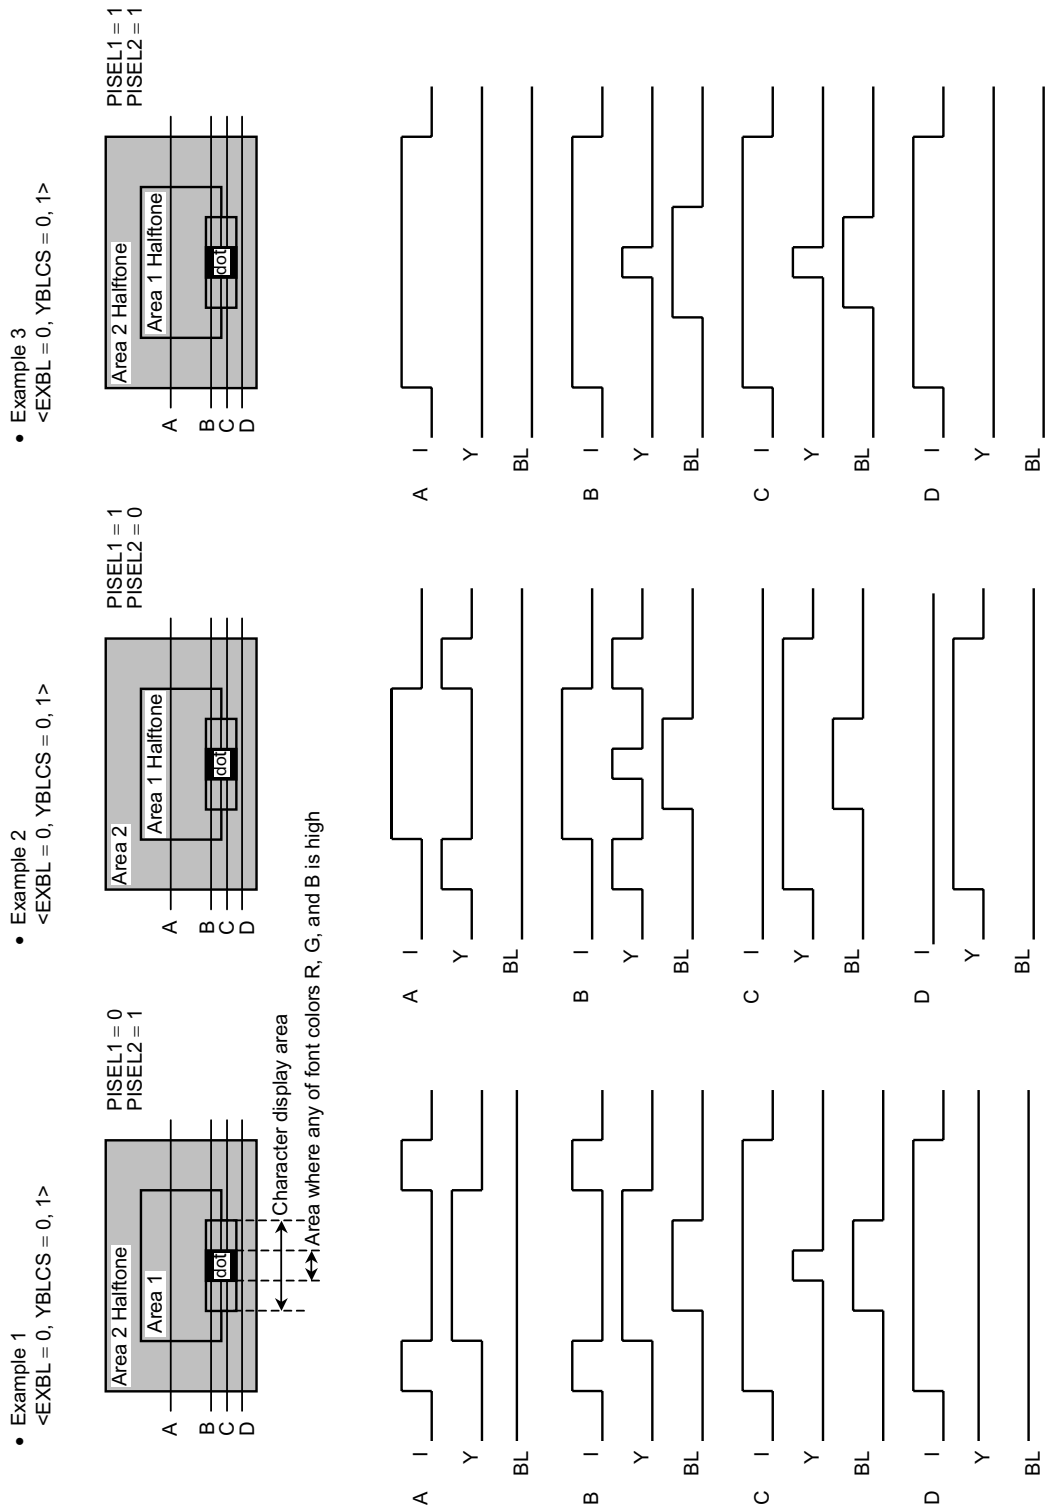 • Example 1
<EXBL = 0, YBLCS = 0, 1>
PISEL1 = 0
PISEL2 = 1
Area 2 Halftone
Area 1
dot
A
B
C
D
Character display area
Area where any of font colors R, G, and B is high
A
I
Y
BL
B
I
Y
BL
C
I
Y
BL
D
I
Y
BL
• Example 2
<EXBL = 0, YBLCS = 0, 1>
PISEL1 = 1
PISEL2 = 0
Area 2
Area 1 Halftone
dot
A
B
C
D
A
I
Y
BL
B
I
Y
BL
C
I
Y
BL
D
I
Y
BL
• Example 3
<EXBL = 0, YBLCS = 0, 1>
PISEL1 = 1
PISEL2 = 1
Area 2 Halftone
Area 1 Halftone
dot
A
B
C
D
A
I
Y
BL
B
I
Y
BL
C
I
Y
BL
D
I
Y
BL